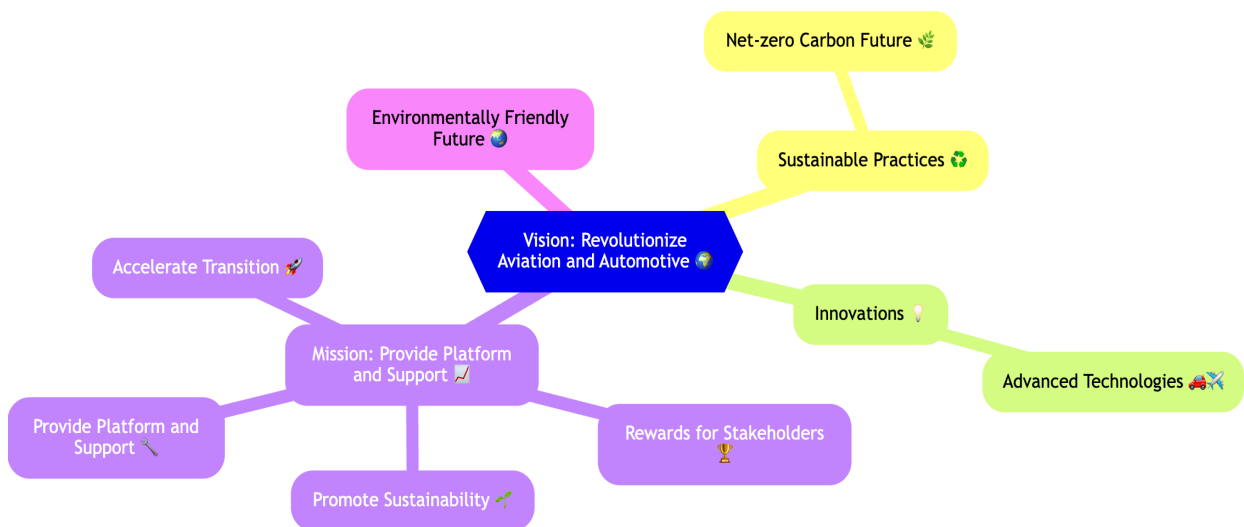 Net-zero Carbon Future 🌿
Environmentally Friendly
Future 🌏
Sustainable Practices ♻️
Vision: Revolutionize
Aviation and Automotive 🌍
Accelerate Transition 🚀
Innovations 💡
Mission: Provide Platform
and Support 📈
Advanced Technologies 🚗✈️
Provide Platform and
Support 🔧
Rewards for Stakeholders
🏆
Promote Sustainability 🌱